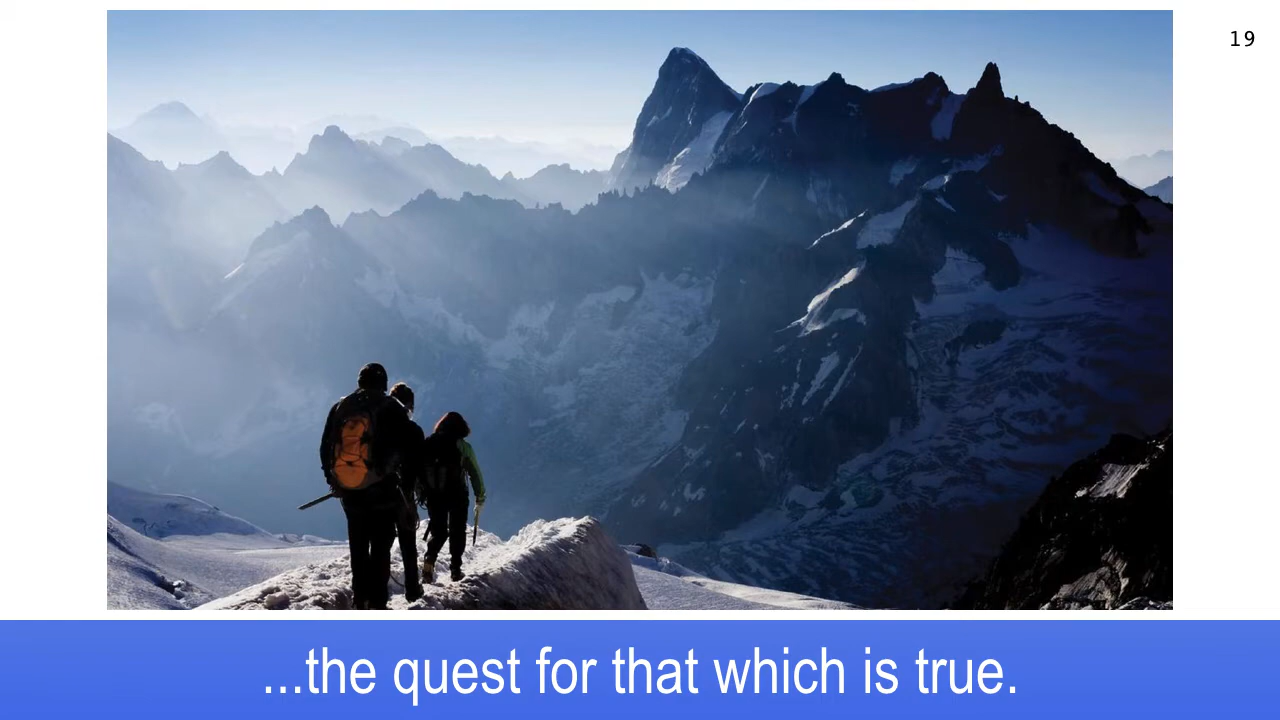 19
...the quest for that which is true.